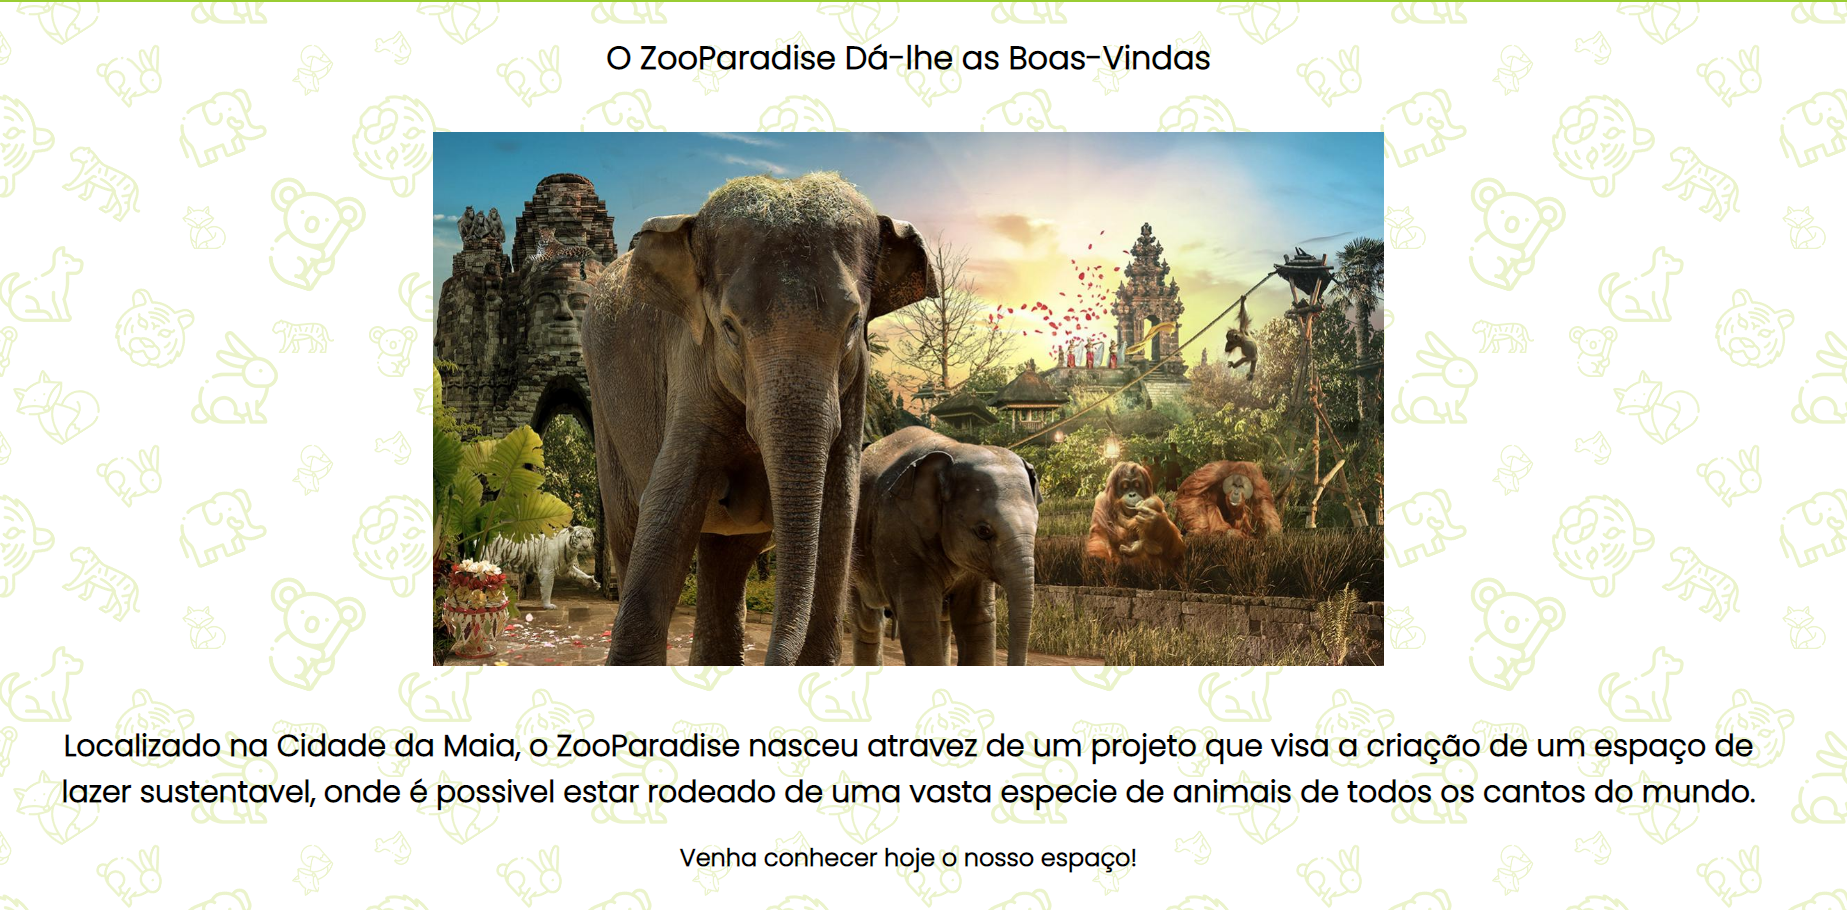 O ZooParadise Dá-lhe as Boas-Vindas
Localizado na Cidade da Maia, o ZooParadise nasceu atravez de um projeto que visa a criação de um espaço de
lazer sustentavel, onde é possivel estar rodeado de uma vasta especie de animais de todos os cantos do mundo.
Venha conhecer hoje o nosso espaço!